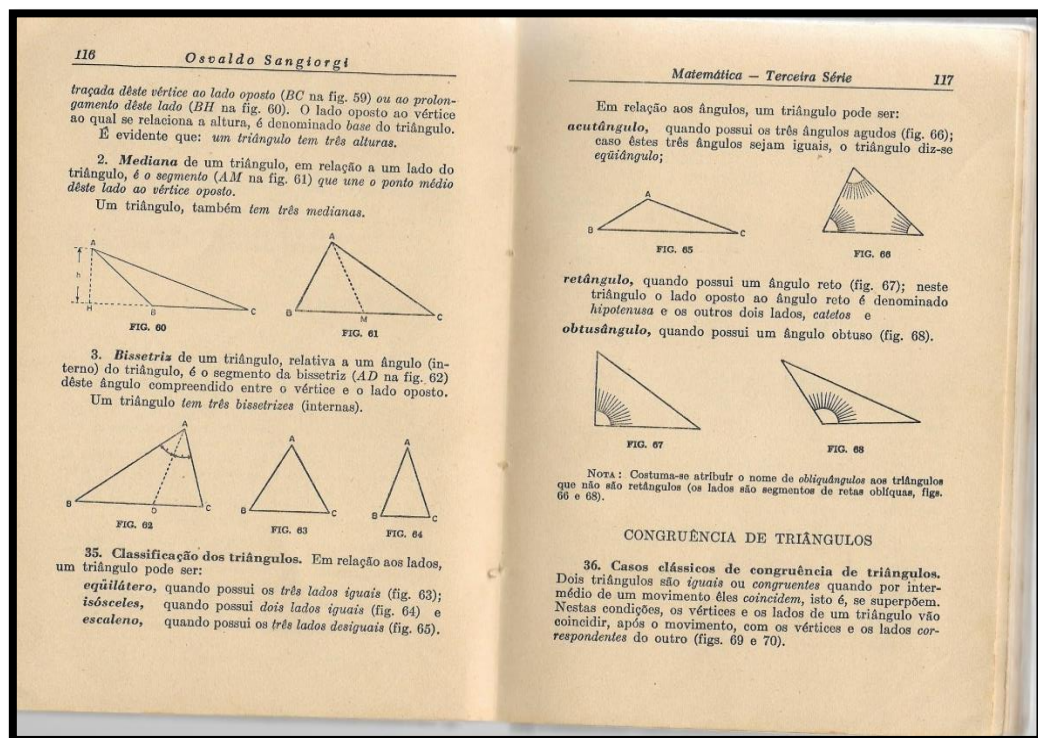 116
Osvaldo Sangiorgi
traçada dêste vértice ao lado oposto (BC na fig. 59) ou ao prolon-
gamento dêste lado (BH na fig. 60). O lado oposto ao vértice
ao qual se relaciona a altura, é denominado base do triângulo.
É evidente que: um triângulo tem três alturas.
2. Mediana de um triângulo, em relação a um lado do
triângulo, é o segmento (AM na fig. 61) que une o ponto médio
dêste lado ao vértice oposto.
Um triângulo, também tem três medianas.
A
h
H
B
C
FIG. 60
A
B
M
C
FIG. 61
3. Bissetriz de um triângulo, relativa a um ângulo (in-
terno) do triângulo, é o segmento da bissetriz (AD na fig. 62)
dêste ângulo compreendido entre o vértice e o lado oposto.
Um triângulo tem três bissetrizes (internas).
A
B
D
C
FIG. 62
A
B
C
FIG. 63
A
B
C
FIG. 64
35. Classificação dos triângulos. Em relação aos lados,
um triângulo pode ser:
eqüilátero, quando possui os três lados iguais (fig. 63);
isósceles, quando possui dois lados iguais (fig. 64) e
escaleno, quando possui os três lados desiguais (fig. 65).
Matemática — Terceira Série
117
Em relação aos ângulos, um triângulo pode ser:
acutângulo, quando possui os três ângulos agudos (fig. 66);
caso êstes três ângulos sejam iguais, o triângulo diz-se
eqüiângulo;
A
B
C
FIG. 65
FIG. 66
retângulo, quando possui um ângulo reto (fig. 67); neste
triângulo o lado oposto ao ângulo reto é denominado
hipotenusa e os outros dois lados, catetos e
obtusângulo, quando possui um ângulo obtuso (fig. 68).
FIG. 67
FIG. 68
NOTA: Costuma-se atribuir o nome de obliquângulos aos triângulos
que não são retângulos (os lados são segmentos de retas oblíquas, figs.
66 e 68).
CONGRUÊNCIA DE TRIÂNGULOS
36. Casos clássicos de congruência de triângulos.
Dois triângulos são iguais ou congruentes quando por inter-
médio de um movimento êles coincidem, isto é, se superpõem.
Nestas condições, os vértices e os lados de um triângulo vão
coincidir, após o movimento, com os vértices e os lados cor-
respondentes do outro (figs. 69 e 70).